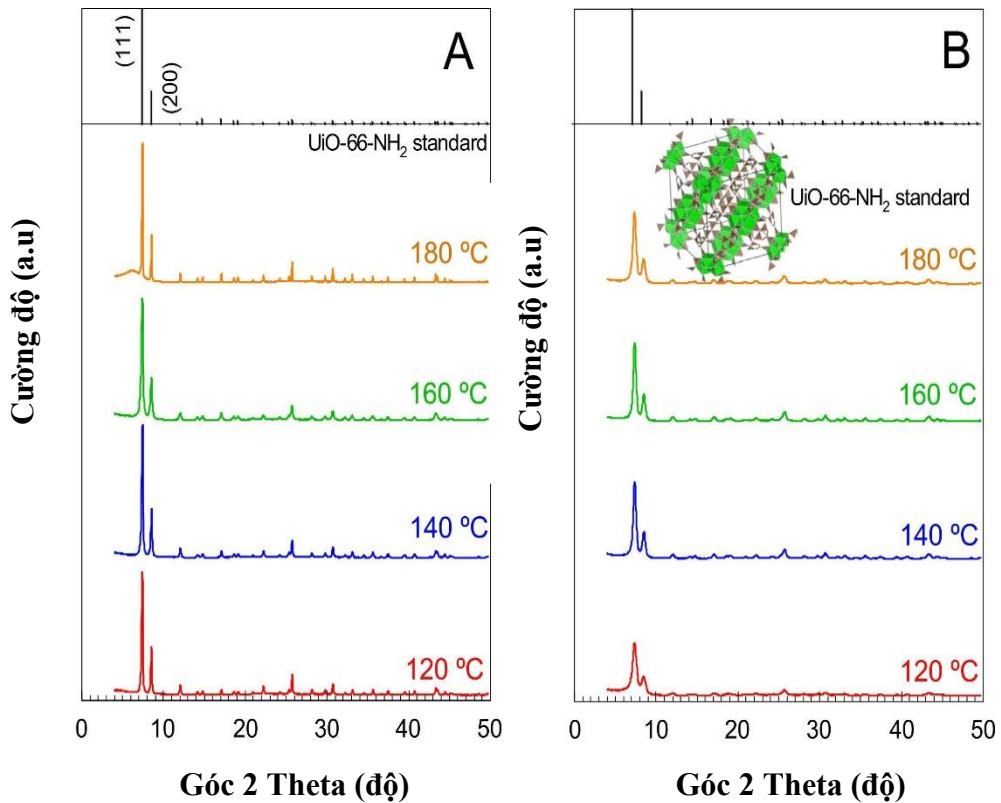 A
(111)
(200)
UiO-66-NH₂ standard
180 ºC
160 ºC
140 ºC
120 ºC
0 10 20 30 40 50
Góc 2 Theta (độ)
Cường độ (a.u)
B
UiO-66-NH₂ standard
180 ºC
160 ºC
140 ºC
120 ºC
0 10 20 30 40 50
Góc 2 Theta (độ)
Cường độ (a.u)